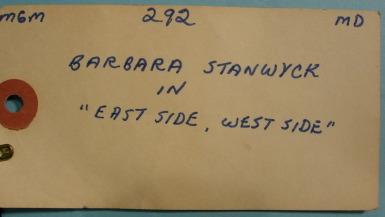 MGM 292 MD
BARBARA STANWYCK
IN
"EAST SIDE, WEST SIDE"